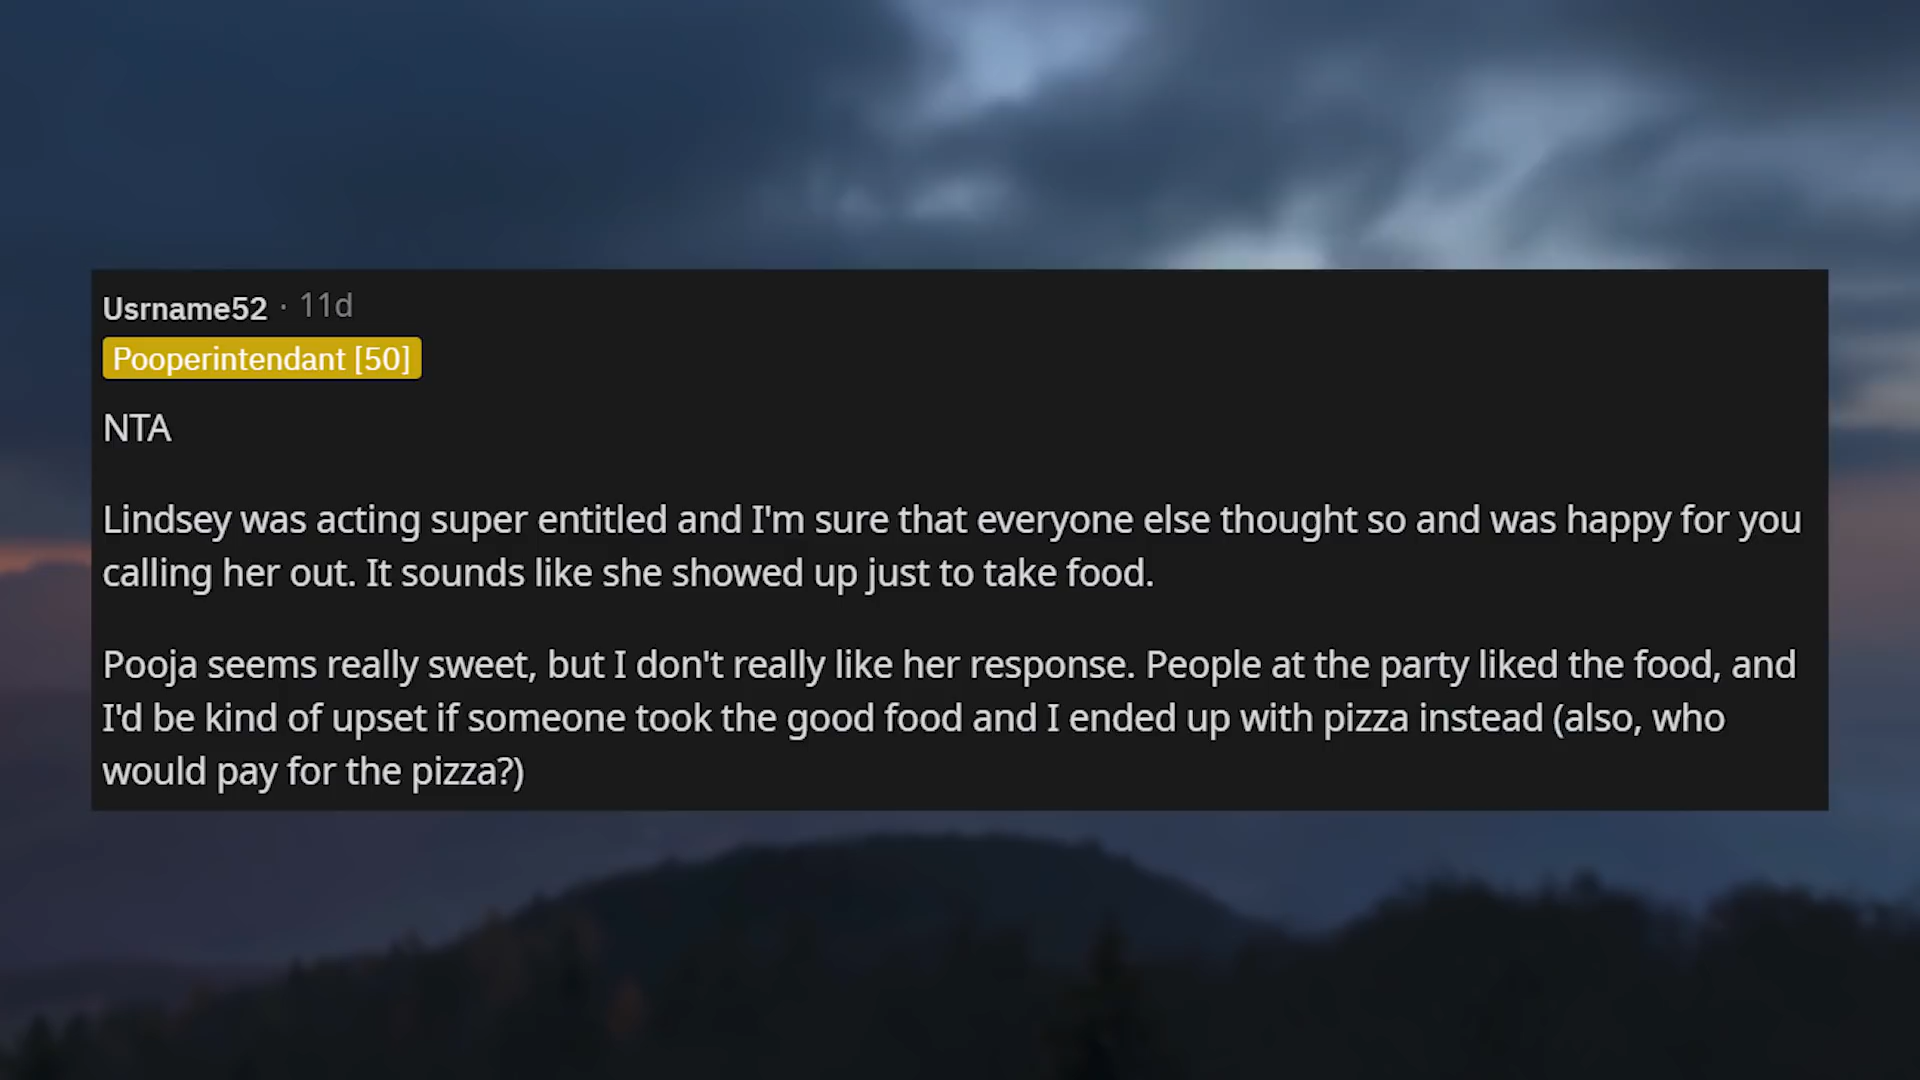 Usrname52 · 11d
Pooperintendant [50]
NTA
Lindsey was acting super entitled and I'm sure that everyone else thought so and was happy for you
calling her out. It sounds like she showed up just to take food.
Pooja seems really sweet, but I don't really like her response. People at the party liked the food, and
I'd be kind of upset if someone took the good food and I ended up with pizza instead (also, who
would pay for the pizza?)